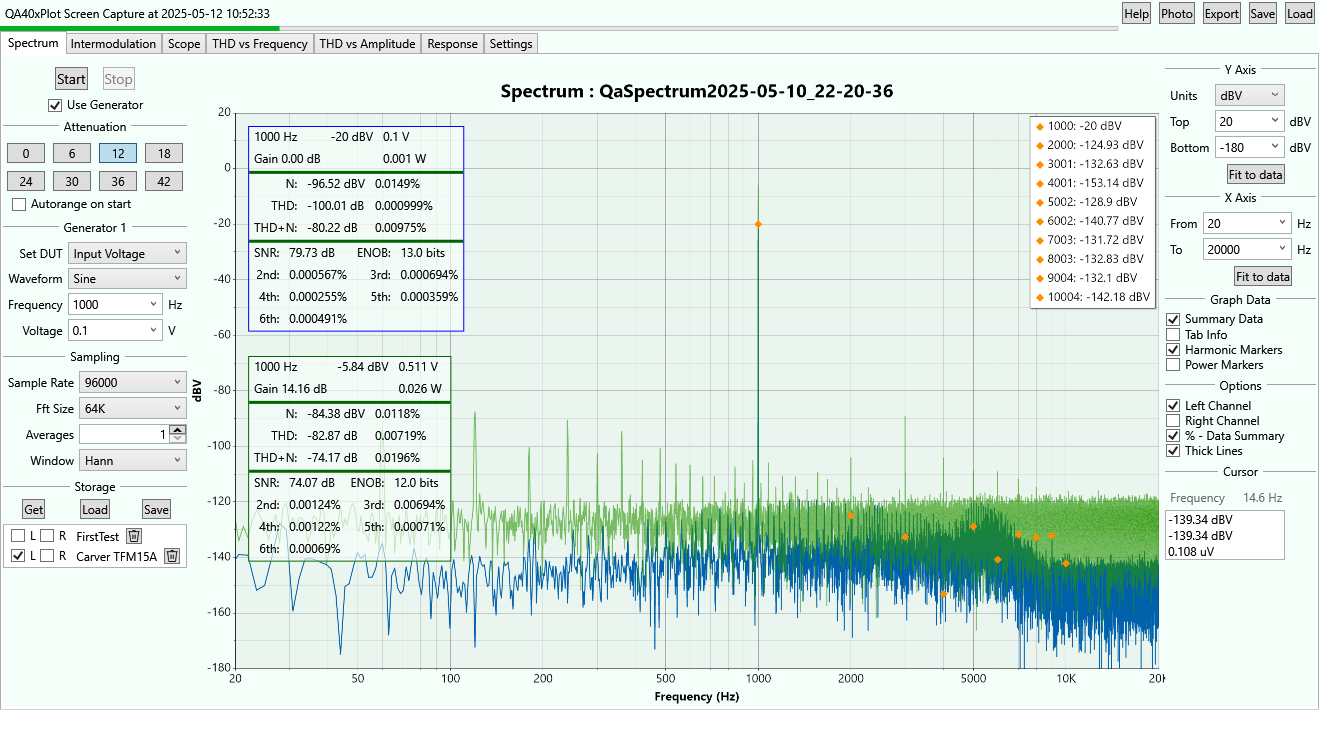 QA40xPlot Screen Capture at 2025-05-12 10:52:33
Help Photo Export Save Load
Spectrum Intermodulation Scope THD vs Frequency THD vs Amplitude Response Settings
Start Stop
Use Generator
Attenuation
0 6 12 18
24 30 36 42
Autorange on start
Generator 1
Set DUT Input Voltage
Waveform Sine
Frequency 1000 Hz
Voltage 0.1 V
Sampling
Sample Rate 96000
Fft Size 64K
Averages 1
Window Hann
Storage
Get Load Save
L R FirstTest
L R Carver TFM15A
Spectrum : QaSpectrum2025-05-10_22-20-36
dBV
20
0
-20
-40
-60
-80
-100
-120
-140
-160
-180
1000 Hz -20 dBV 0.1 V
Gain 0.00 dB 0.001 W
N: -96.52 dBV 0.0149%
THD: -100.01 dB 0.000999%
THD+N: -80.22 dB 0.00975%
SNR: 79.73 dB ENOB: 13.0 bits
2nd: 0.000567% 3rd: 0.000694%
4th: 0.000255% 5th: 0.000359%
6th: 0.000491%
1000 Hz -5.84 dBV 0.511 V
Gain 14.16 dB 0.026 W
N: -84.38 dBV 0.0118%
THD: -82.87 dB 0.00719%
THD+N: -74.17 dB 0.0196%
SNR: 74.07 dB ENOB: 12.0 bits
2nd: 0.00124% 3rd: 0.00694%
4th: 0.00122% 5th: 0.00071%
6th: 0.00069%
1000: -20 dBV
2000: -124.93 dBV
3001: -132.63 dBV
4001: -153.14 dBV
5002: -128.9 dBV
6002: -140.77 dBV
7003: -131.72 dBV
8003: -132.83 dBV
9004: -132.1 dBV
10004: -142.18 dBV
20 50 100 200 500 1000 2000 5000 10K 20K
Frequency (Hz)
Y Axis
Units dBV
Top 20 dBV
Bottom -180 dBV
Fit to data
X Axis
From 20 Hz
To 20000 Hz
Fit to data
Graph Data
Summary Data
Tab Info
Harmonic Markers
Power Markers
Options
Left Channel
Right Channel
% - Data Summary
Thick Lines
Cursor
Frequency 14.6 Hz
-139.34 dBV
-139.34 dBV
0.108 uV